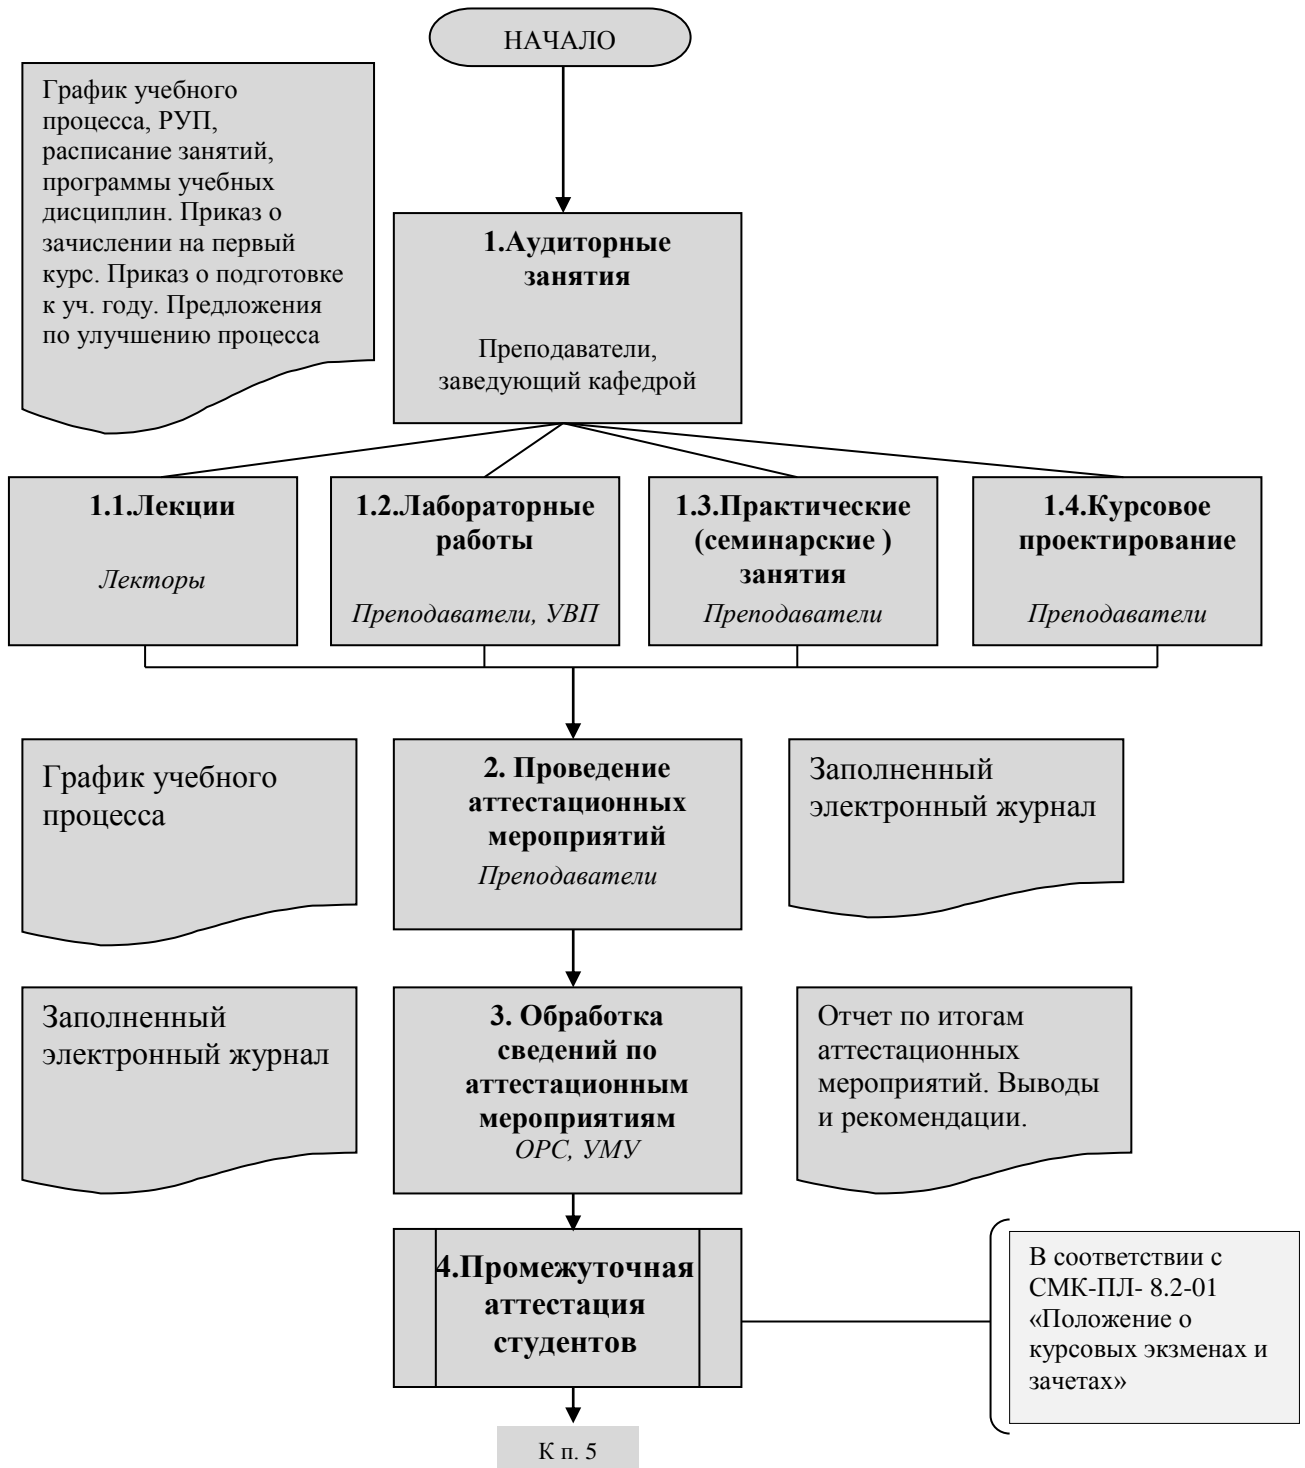 НАЧАЛО
График учебного
процесса, РУП,
расписание занятий,
программы учебных
дисциплин. Приказ о
зачислении на первый
курс. Приказ о подготовке
к уч. году. Предложения
по улучшению процесса
1.Аудиторные
занятия
Преподаватели,
заведующий кафедрой
1.1.Лекции
Лекторы
1.2.Лабораторные
работы
Преподаватели, УВП
1.3.Практические
(семинарские )
занятия
Преподаватели
1.4.Курсовое
проектирование
Преподаватели
График учебного
процесса
2. Проведение
аттестационных
мероприятий
Преподаватели
Заполненный
электронный журнал
Заполненный
электронный журнал
3. Обработка
сведений по
аттестационным
мероприятиям
ОРС, УМУ
Отчет по итогам
аттестационных
мероприятий. Выводы
и рекомендации.
4.Промежуточная
аттестация
студентов
В соответствии с
СМК-ПЛ- 8.2-01
«Положение о
курсовых экзменах и
зачетах»
К п. 5